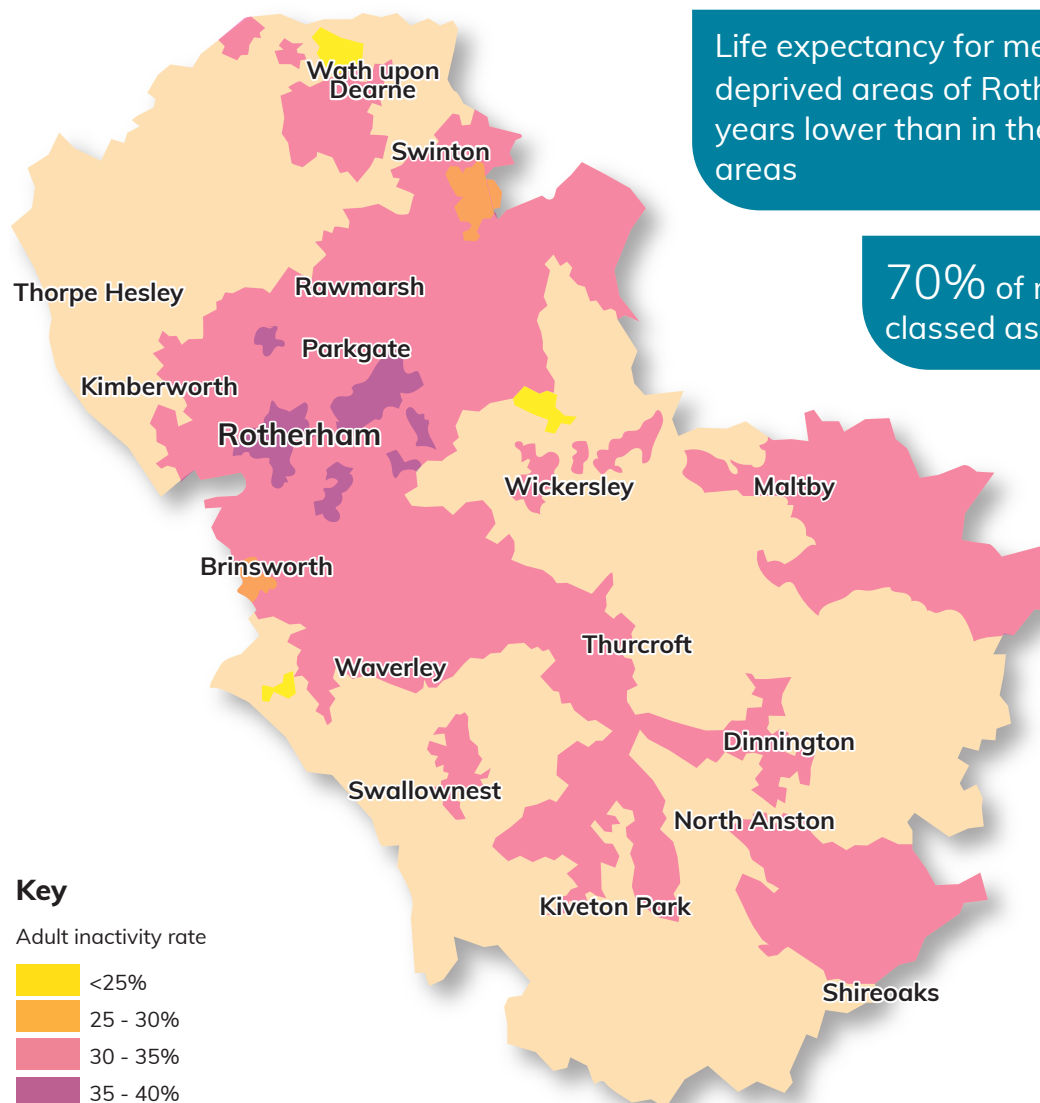 Life expectancy for me
deprived areas of Roth
years lower than in the
areas
70% of r
classed as
Wath upon
Dearne
Swinton
Thorpe Hesley
Rawmarsh
Parkgate
Kimberworth
Rotherham
Wickersley
Maltby
Brinsworth
Thurcroft
Waverley
Dinnington
Swallownest
North Anston
Kiveton Park
Shireoaks
Key
Adult inactivity rate
<25%
25 - 30%
30 - 35%
35 - 40%